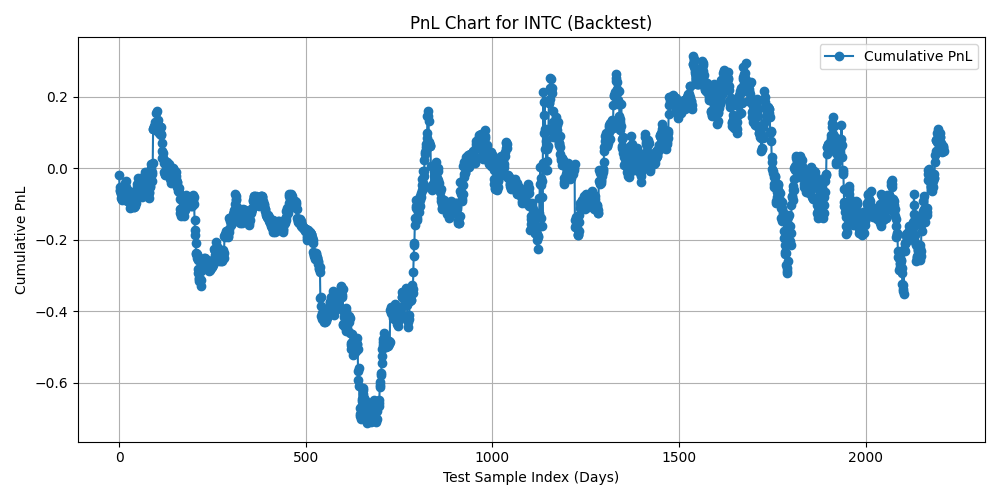 PnL Chart for INTC (Backtest)
Cumulative PnL
0.2
0.0
−0.2
−0.4
−0.6
Cumulative PnL
0
500
1000
1500
2000
Test Sample Index (Days)